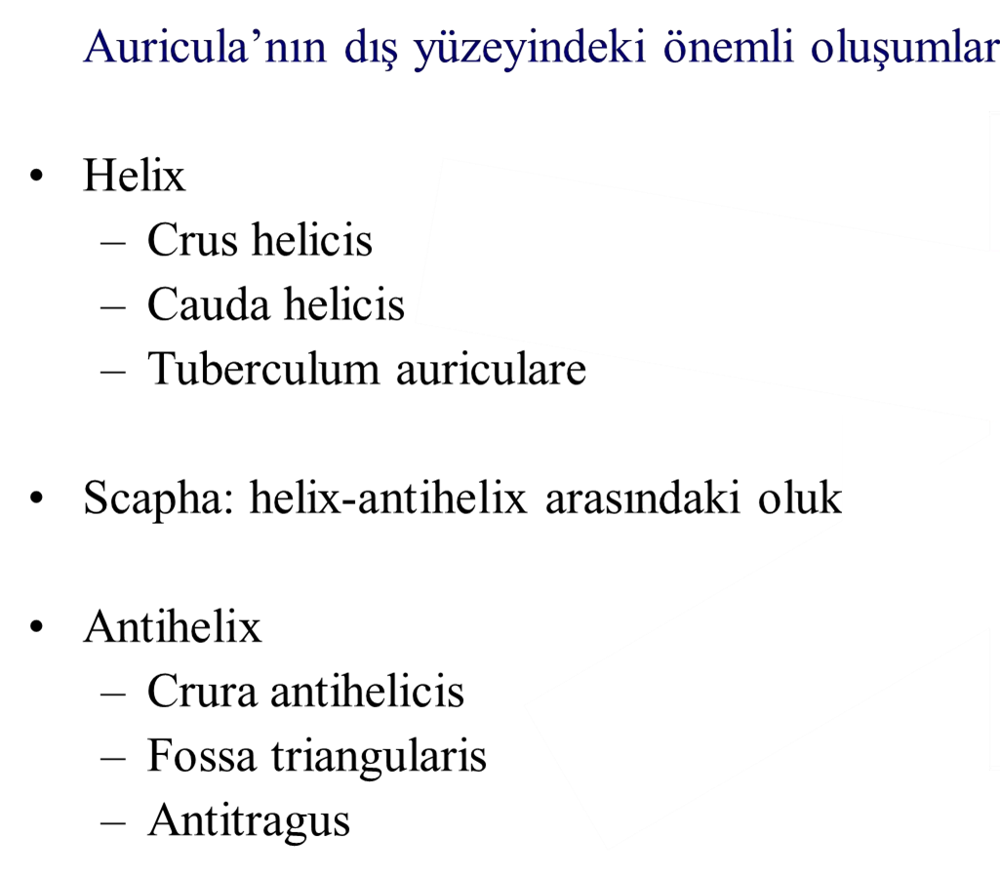 Auricula’nın dış yüzeyindeki önemli oluşumlar
• Helix
– Crus helicis
– Cauda helicis
– Tuberculum auriculare
• Scapha: helix-antihelix arasındaki oluk
• Antihelix
– Crura antihelicis
– Fossa triangularis
– Antitragus